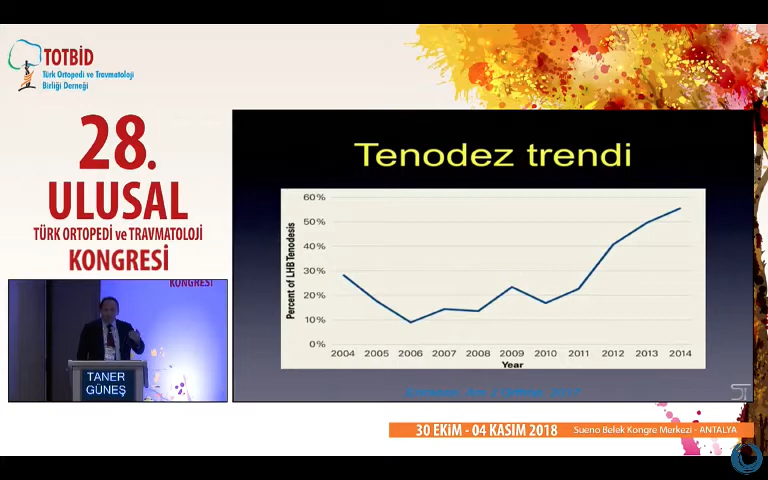 TOTBİD
Türk Ortopedi ve Travmatoloji
Birliği Derneği
28.
ULUSAL
TÜRK ORTOPEDİ ve TRAVMATOLOJİ
KONGRESİ
KONGRESİ
TANER
GÜNEŞ
Tenodez trendi
Percent of LHB Tenodesis
60%
50%
40%
30%
20%
10%
0%
2004 2005 2006 2007 2008 2009 2010 2011 2012 2013 2014
Year
30 EKİM - 04 KASIM 2018 Sueno Belek Kongre Merkezi - ANTALYA